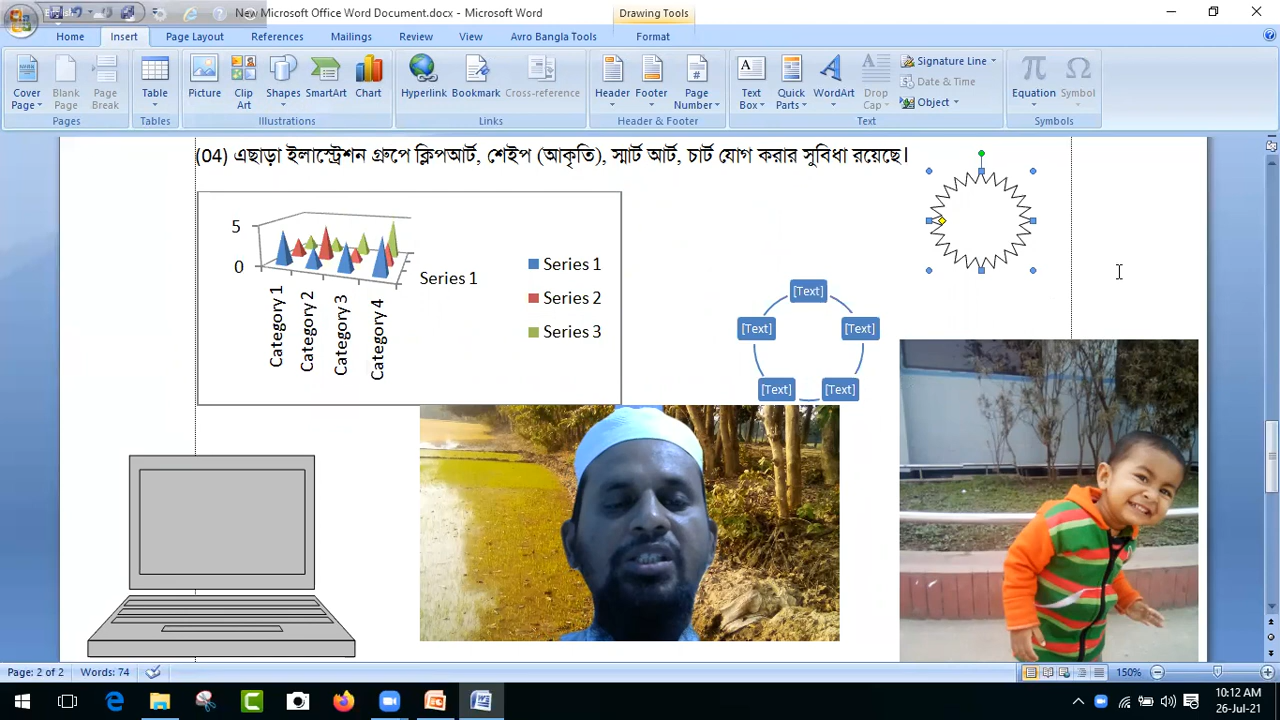 English
New Microsoft Office Word Document.docx - Microsoft Word
Drawing Tools
Home Insert Page Layout References Mailings Review View Avro Bangla Tools Format
Cover Page
Blank Page
Page Break
Table
Picture
Clip Art
Shapes
SmartArt
Chart
Hyperlink
Bookmark
Cross-reference
Header
Footer
Page Number
Text Box
Quick Parts
WordArt
Drop Cap
Signature Line
Date & Time
Object
Equation
Symbol
Pages Tables Illustrations Links Header & Footer Text Symbols
(04) এছাড়া ইলাস্ট্রেশন গ্রুপে ক্লিপআর্ট, শেইপ (আকৃতি), স্মার্ট আর্ট, চার্ট যোগ করার সুবিধা রয়েছে।
5
0
Category 1
Category 2
Category 3
Category 4
Series 1
Series 1
Series 2
Series 3
[Text]
[Text]
[Text]
[Text]
[Text]
Page: 2 of 2 Words: 74 150%
10:12 AM
26-Jul-21